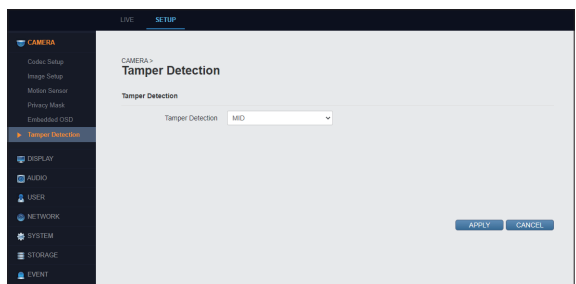 LIVE SETUP
CAMERA
Codec Setup
Image Setup
Motion Sensor
Privacy Mask
Embedded OSD
Tamper Detection
DISPLAY
AUDIO
USER
NETWORK
SYSTEM
STORAGE
EVENT
CAMERA >
Tamper Detection
Tamper Detection
Tamper Detection MID
APPLY CANCEL